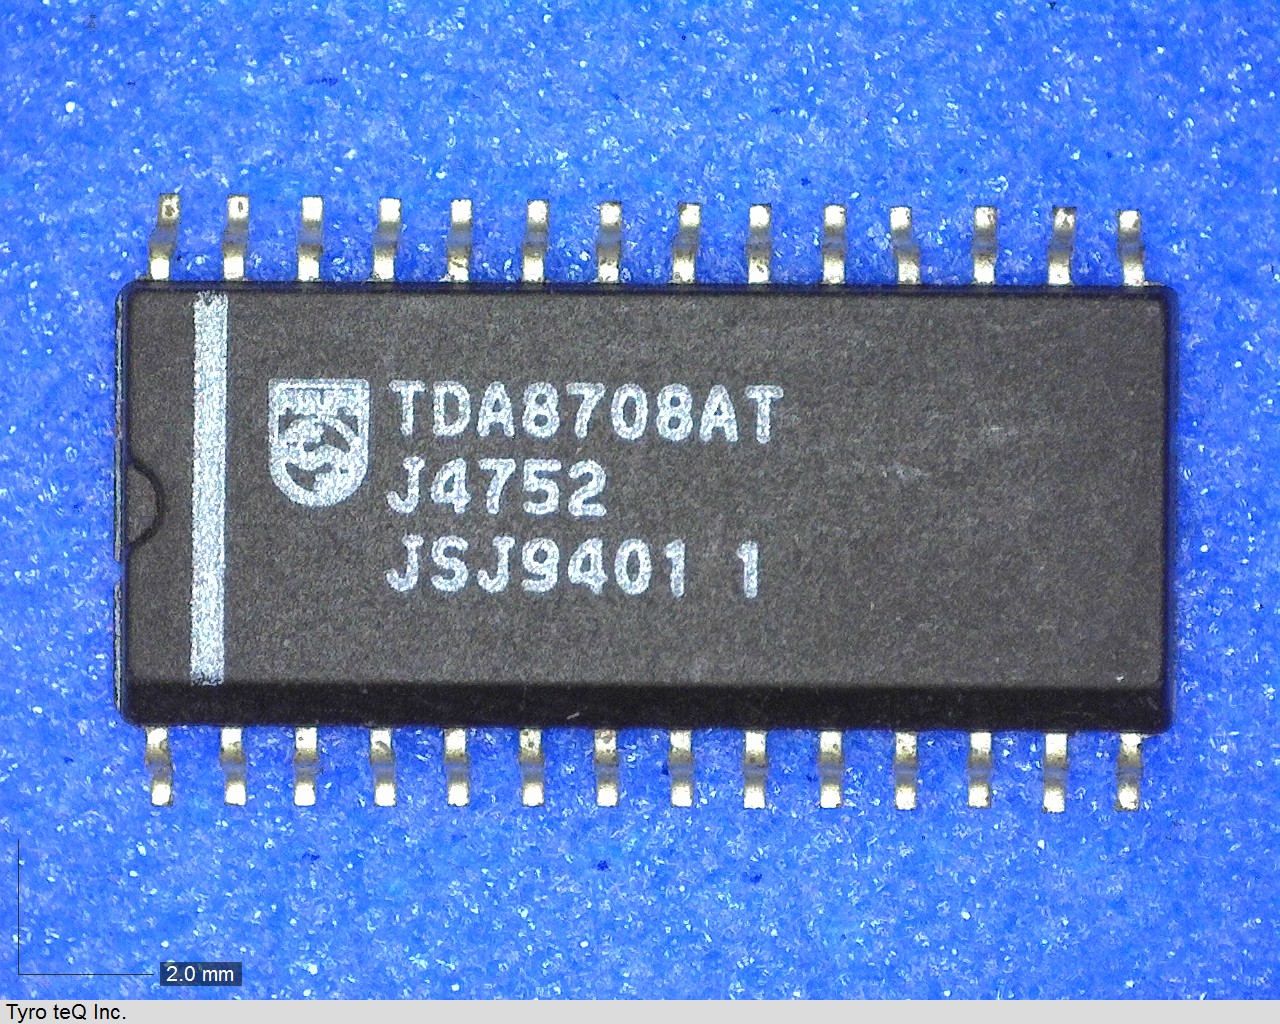 TDA8708AT
J4752
JSJ9401 1
2.0 mm
Tyro teQ Inc.